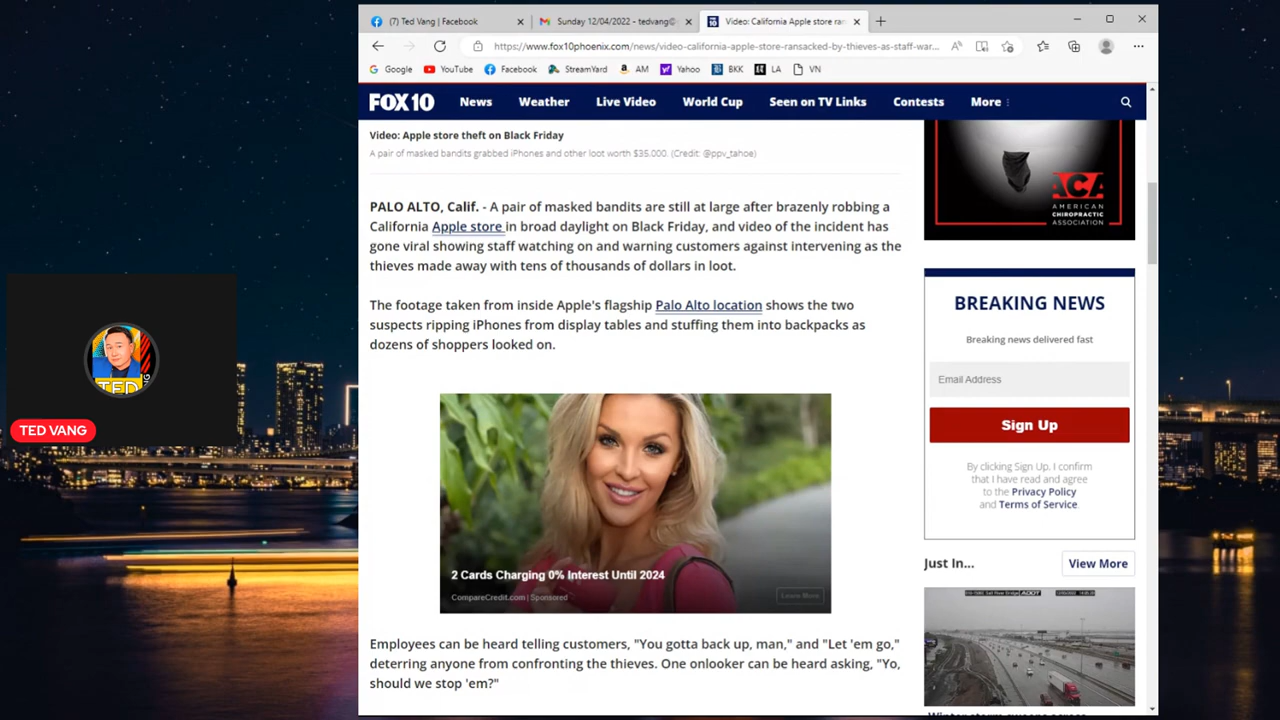 (7) Ted Vang | Facebook
Sunday 12/04/2022 - tedvang@
Video: California Apple store ran
https://www.fox10phoenix.com/news/video-california-apple-store-ransacked-by-thieves-as-staff-war...
Google YouTube Facebook StreamYard AM Yahoo BKK LA VN
FOX 10 News Weather Live Video World Cup Seen on TV Links Contests More
Video: Apple store theft on Black Friday
A pair of masked bandits grabbed iPhones and other loot worth $35,000. (Credit: @ppv_tahoe)
PALO ALTO, Calif. - A pair of masked bandits are still at large after brazenly robbing a
California Apple store in broad daylight on Black Friday, and video of the incident has
gone viral showing staff watching on and warning customers against intervening as the
thieves made away with tens of thousands of dollars in loot.
The footage taken from inside Apple's flagship Palo Alto location shows the two
suspects ripping iPhones from display tables and stuffing them into backpacks as
dozens of shoppers looked on.
2 Cards Charging 0% Interest Until 2024
CompareCredit.com | Sponsored
Learn More
Employees can be heard telling customers, "You gotta back up, man," and "Let 'em go,"
deterring anyone from confronting the thieves. One onlooker can be heard asking, "Yo,
should we stop 'em?"
ACA
AMERICAN
CHIROPRACTIC
ASSOCIATION
BREAKING NEWS
Breaking news delivered fast
Email Address
Sign Up
By clicking Sign Up, I confirm
that I have read and agree
to the Privacy Policy
and Terms of Service.
Just In...
View More
ADOT
TED
TED VANG